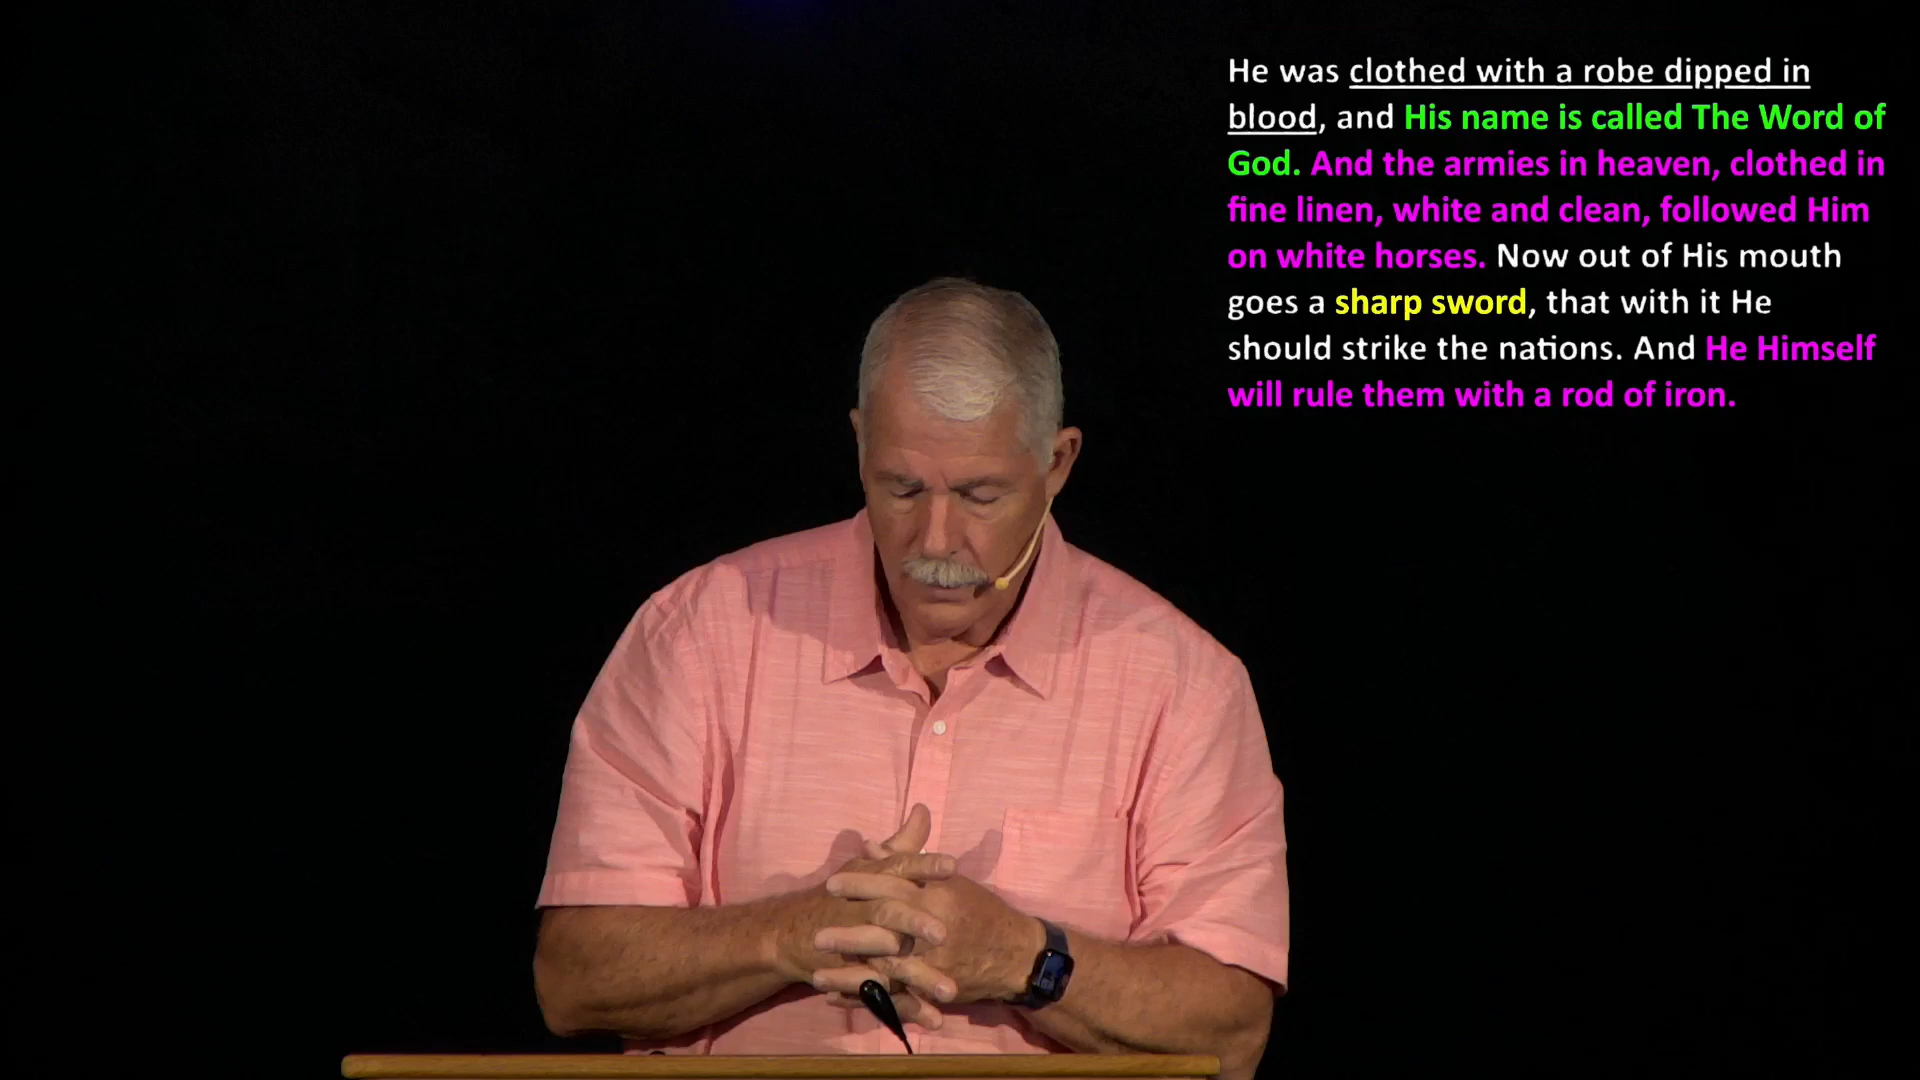 He was clothed with a robe dipped in
blood, and His name is called The Word of
God. And the armies in heaven, clothed in
fine linen, white and clean, followed Him
on white horses. Now out of His mouth
goes a sharp sword, that with it He
should strike the nations. And He Himself
will rule them with a rod of iron.